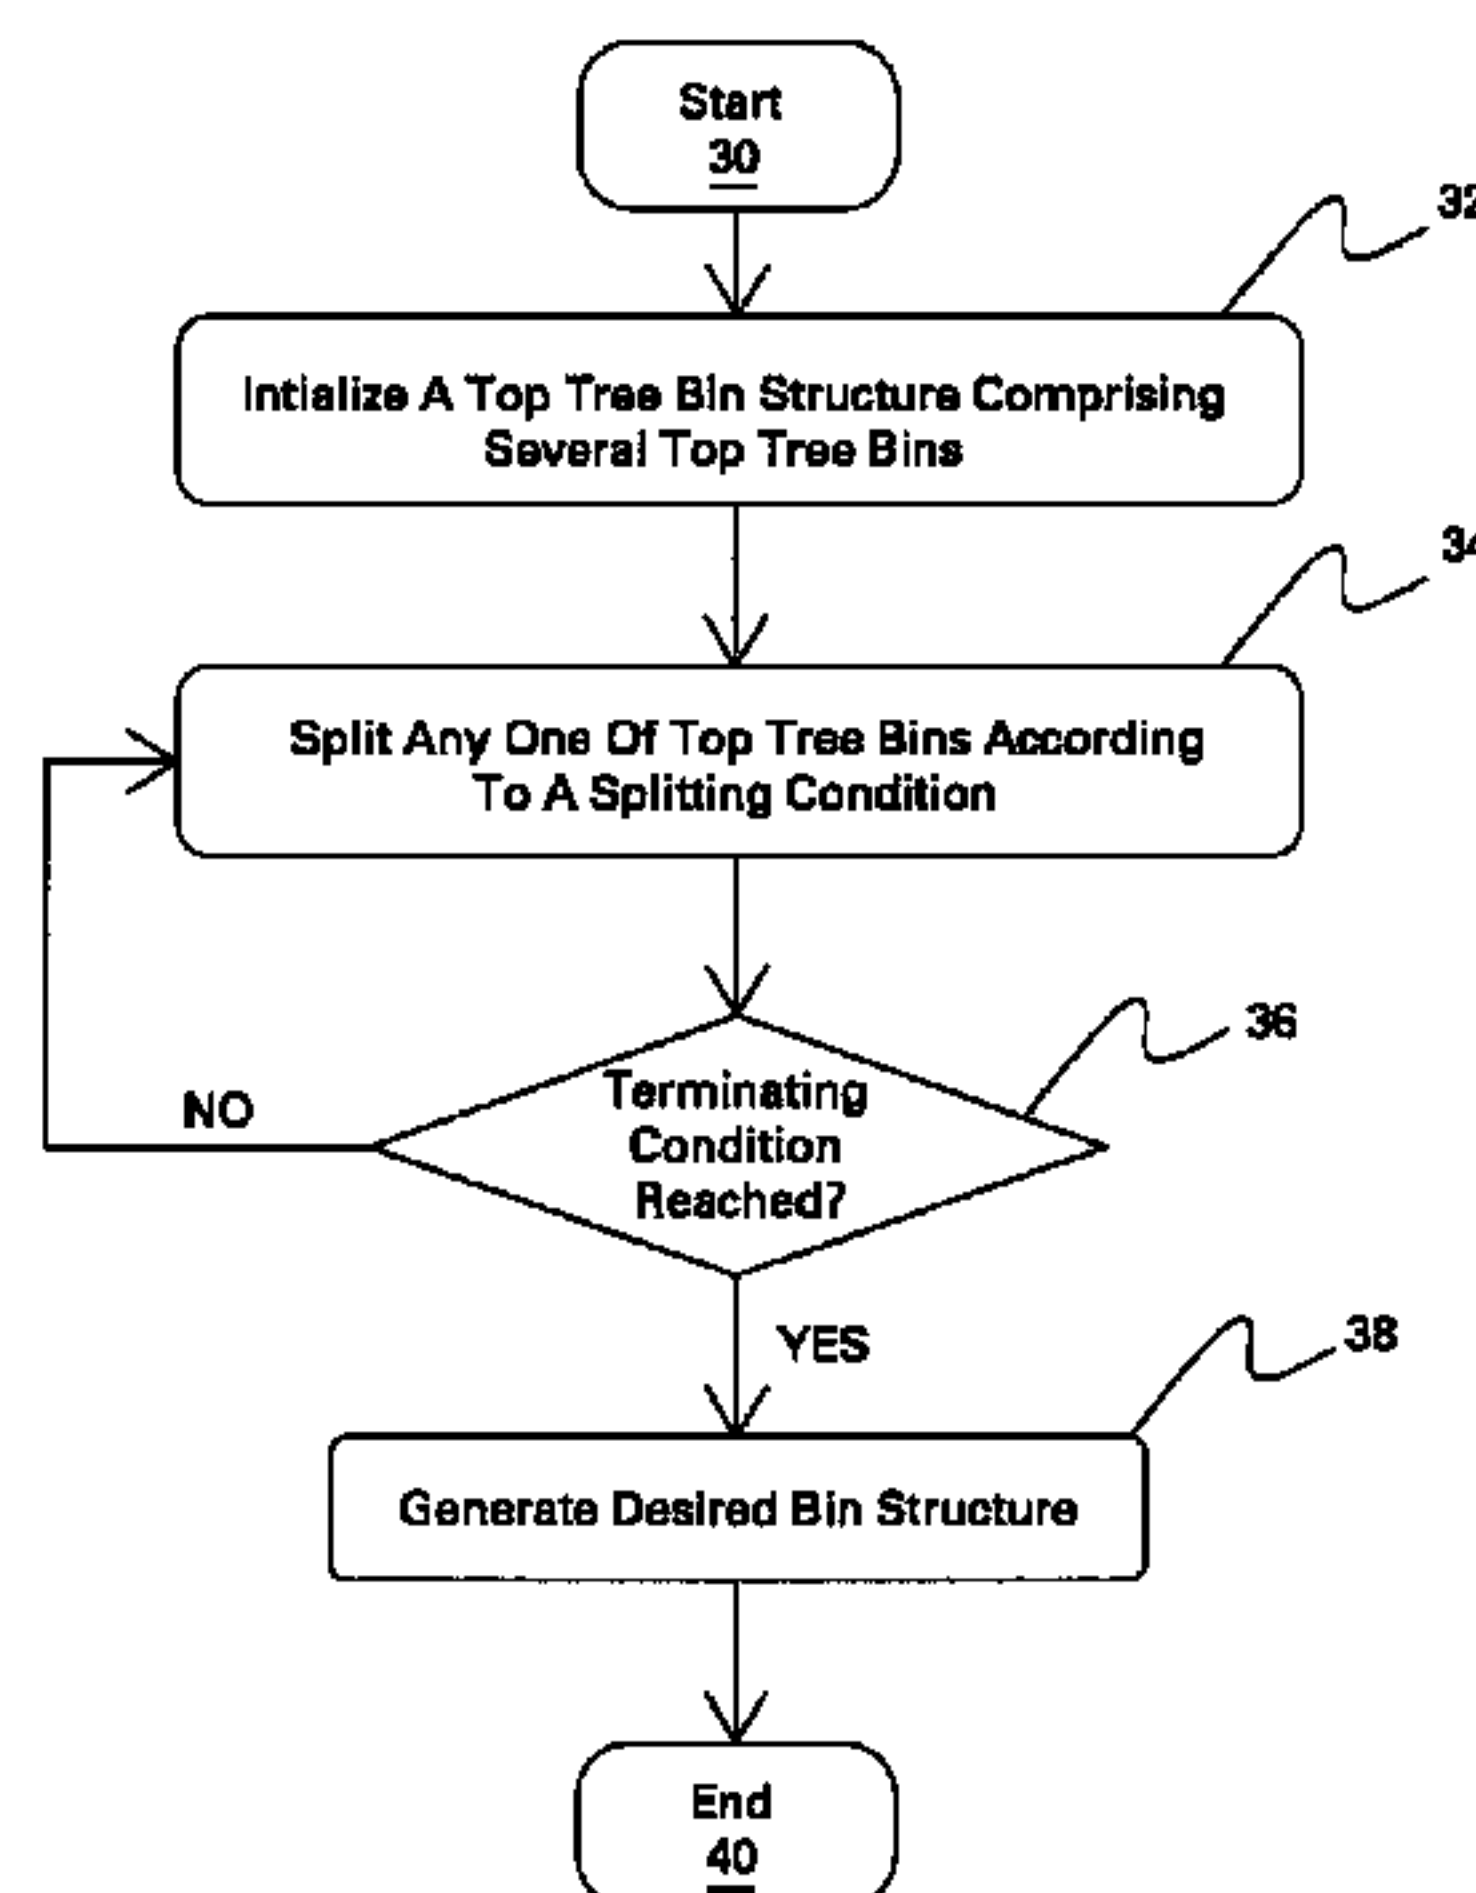 Start
30
32
Intialize A Top Tree Bin Structure Comprising
Several Top Tree Bins
34
Split Any One Of Top Tree Bins According
To A Splitting Condition
36
Terminating
Condition
Reached?
NO
YES
38
Generate Desired Bin Structure
End
40